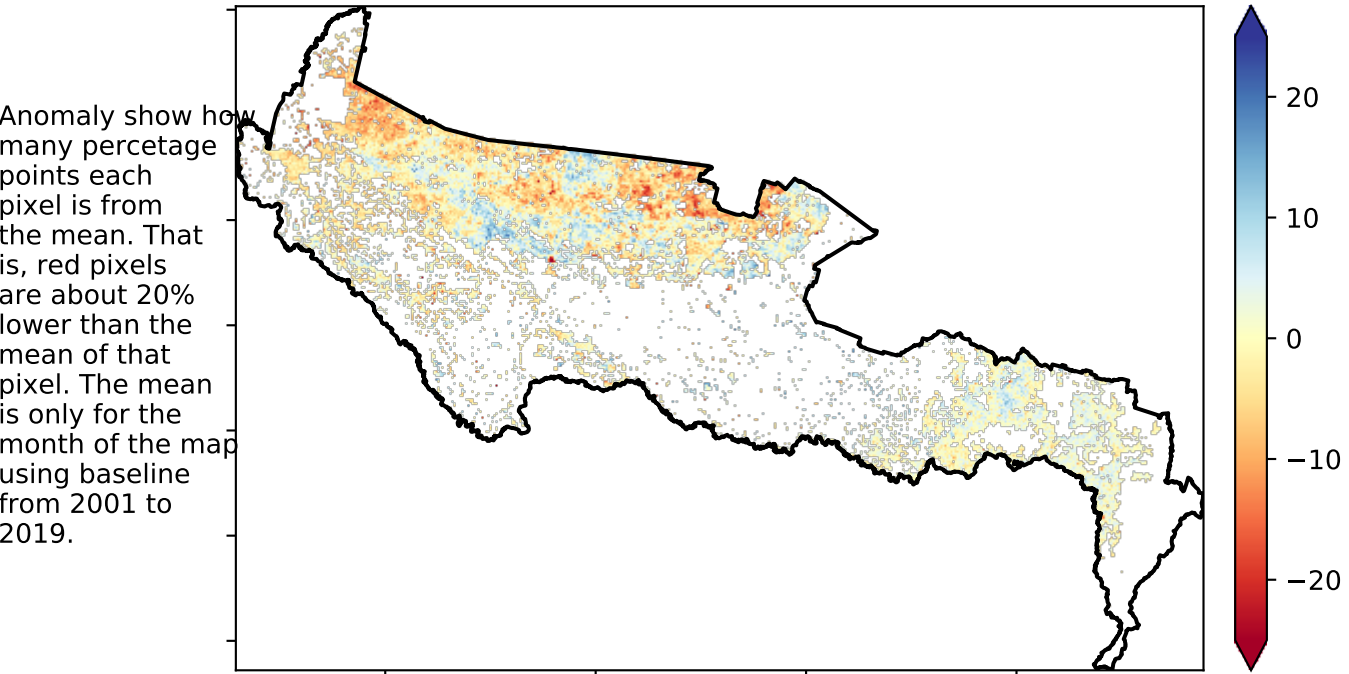 Anomaly show how
many percetage
points each
pixel is from
the mean. That
is, red pixels
are about 20%
lower than the
mean of that
pixel. The mean
is only for the
month of the map
using baseline
from 2001 to
2019.
20
10
0
−10
−20